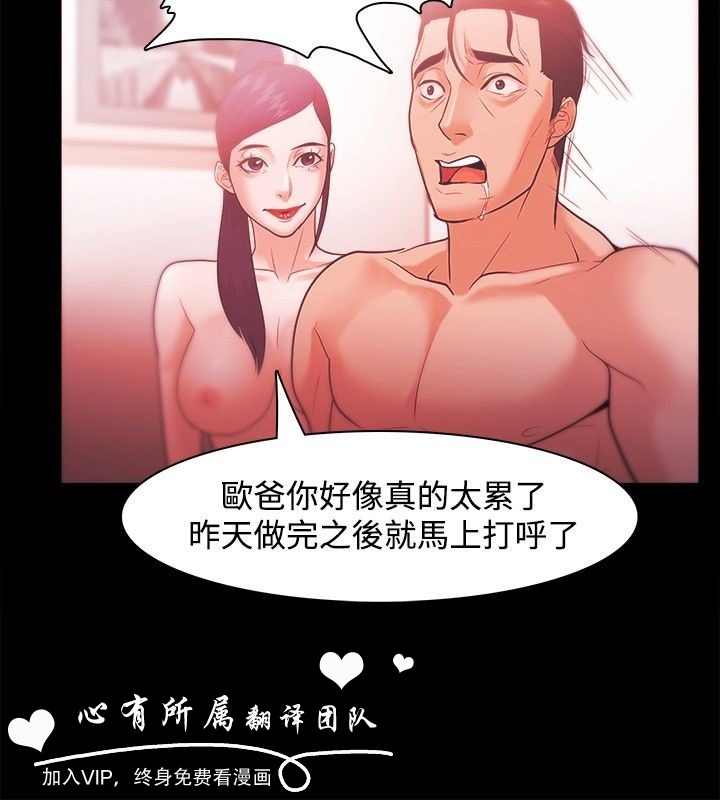 歐爸你好像真的太累了
昨天做完之後就馬上打呼了
心有所属翻译团队
加入VIP，终身免费看漫画